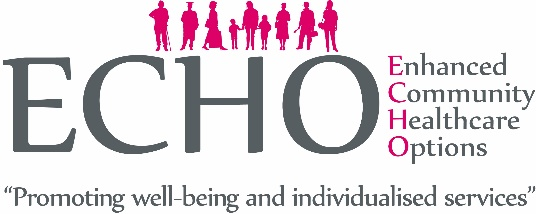 ECHO
Enhanced
Community
Healthcare
Options
“Promoting well-being and individualised services”